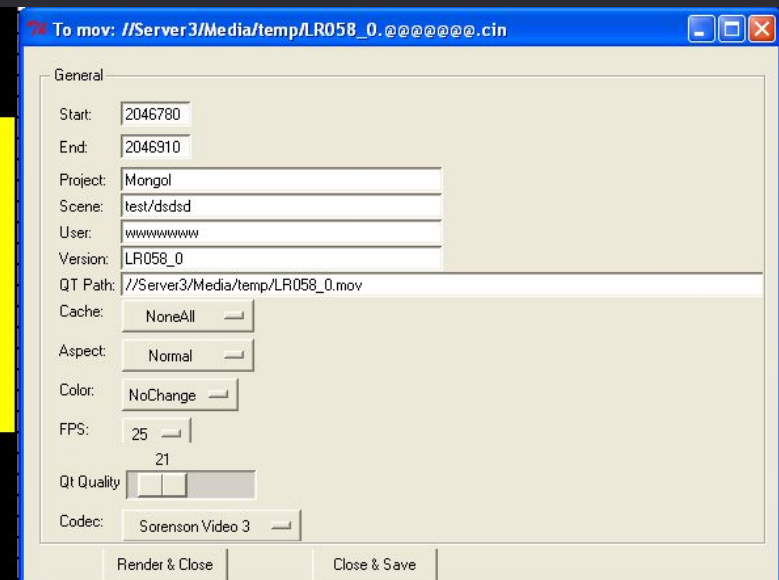 To mov: //Server3/Media/temp/LR058_0.@@@@@@@.cin
General
Start: 2046780
End: 2046910
Project: Mongol
Scene: test/dsdsd
User: wwwwwwww
Version: LR058_0
QT Path: //Server3/Media/temp/LR058_0.mov
Cache: NoneAll
Aspect: Normal
Color: NoChange
FPS: 25
21
Qt Quality
Codec: Sorenson Video 3
Render & Close Close & Save